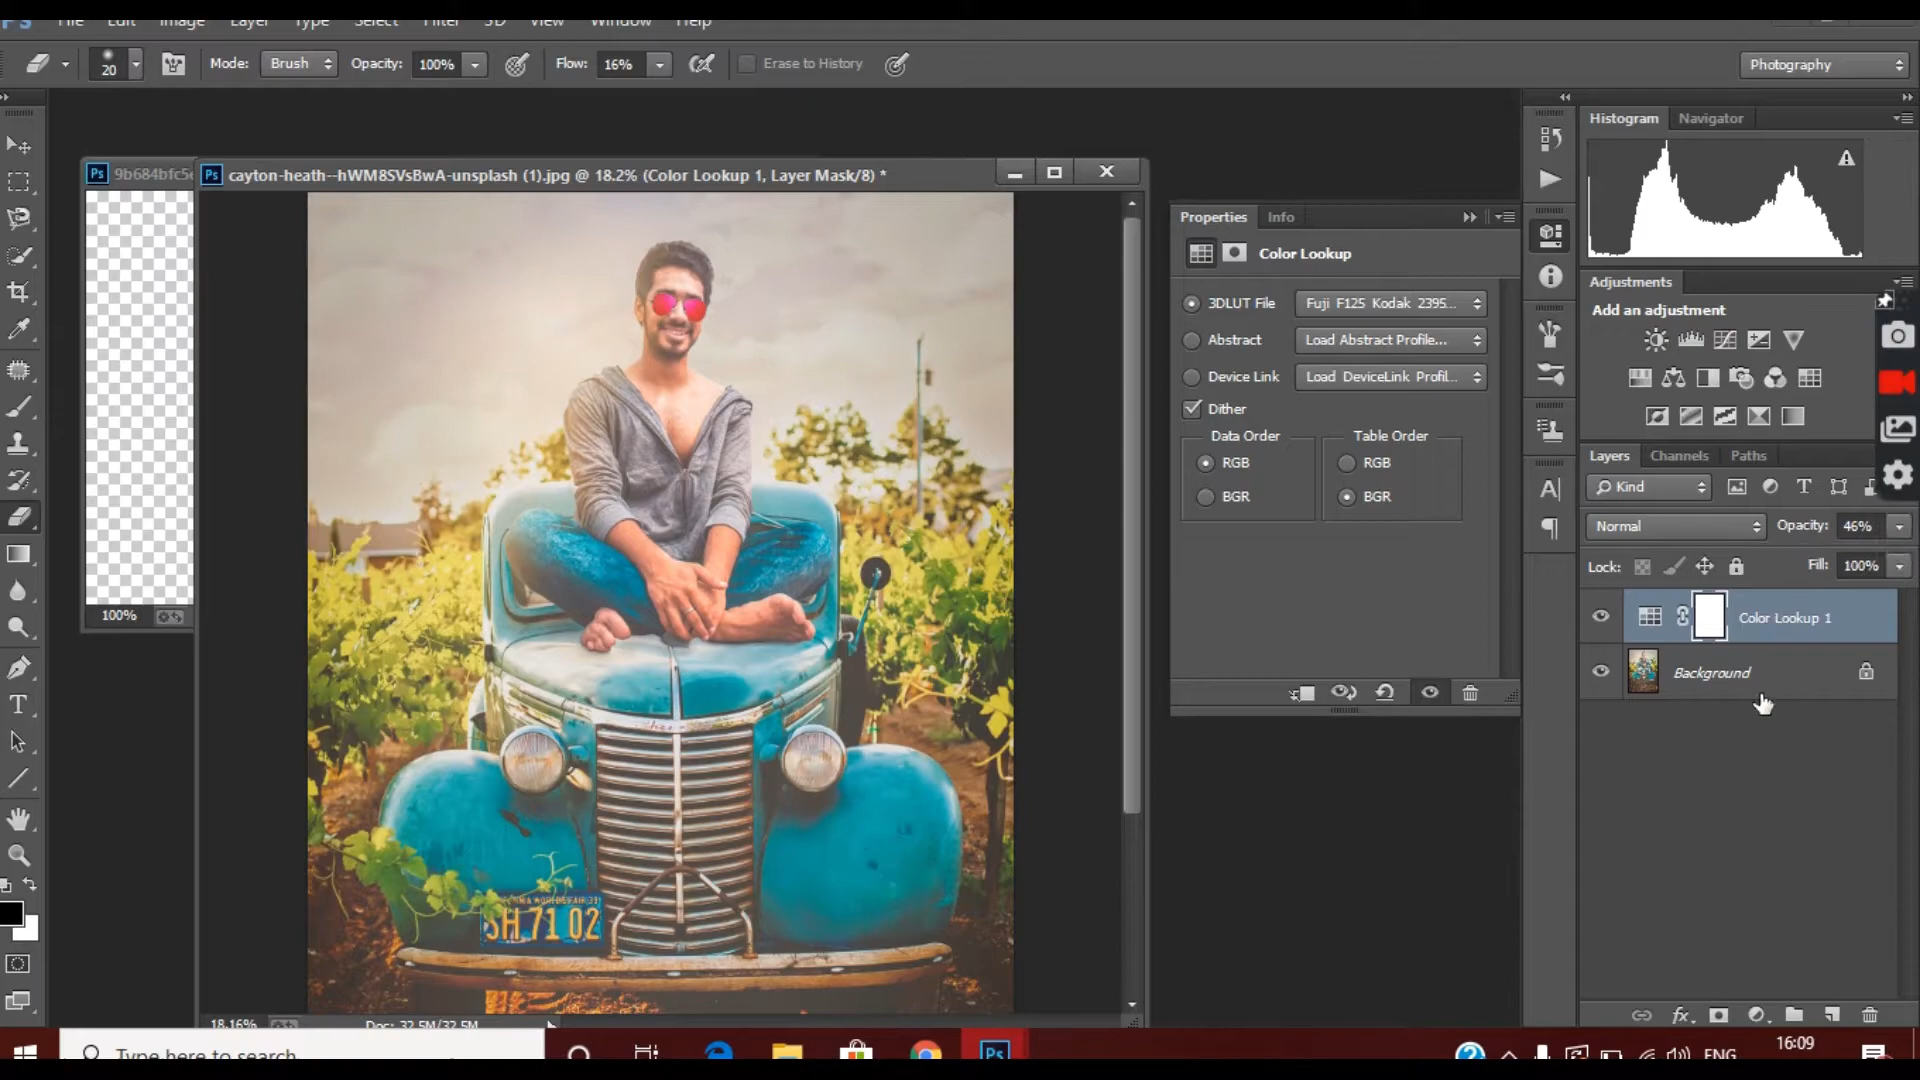 Ps File Edit Image Layer Type Select Filter 3D View Window Help
20 Mode: Brush Opacity: 100% Flow: 16% Erase to History Photography
Histogram Navigator
Ps 9b684bfc5e
Ps cayton-heath--hWM8SVsBwA-unsplash (1).jpg @ 18.2% (Color Lookup 1, Layer Mask/8) *
Properties Info
Color Lookup
3DLUT File Fuji F125 Kodak 2395...
Abstract Load Abstract Profile...
Device Link Load DeviceLink Profil...
Dither
Data Order Table Order
RGB RGB
BGR BGR
Adjustments
Add an adjustment
Layers Channels Paths
Kind
Normal Opacity: 46%
Lock: Fill: 100%
Color Lookup 1
Background
100%
SH 71 02
18.16% Doc: 32.5M/32.5M
Type here to search
Ps
ENG
16:09